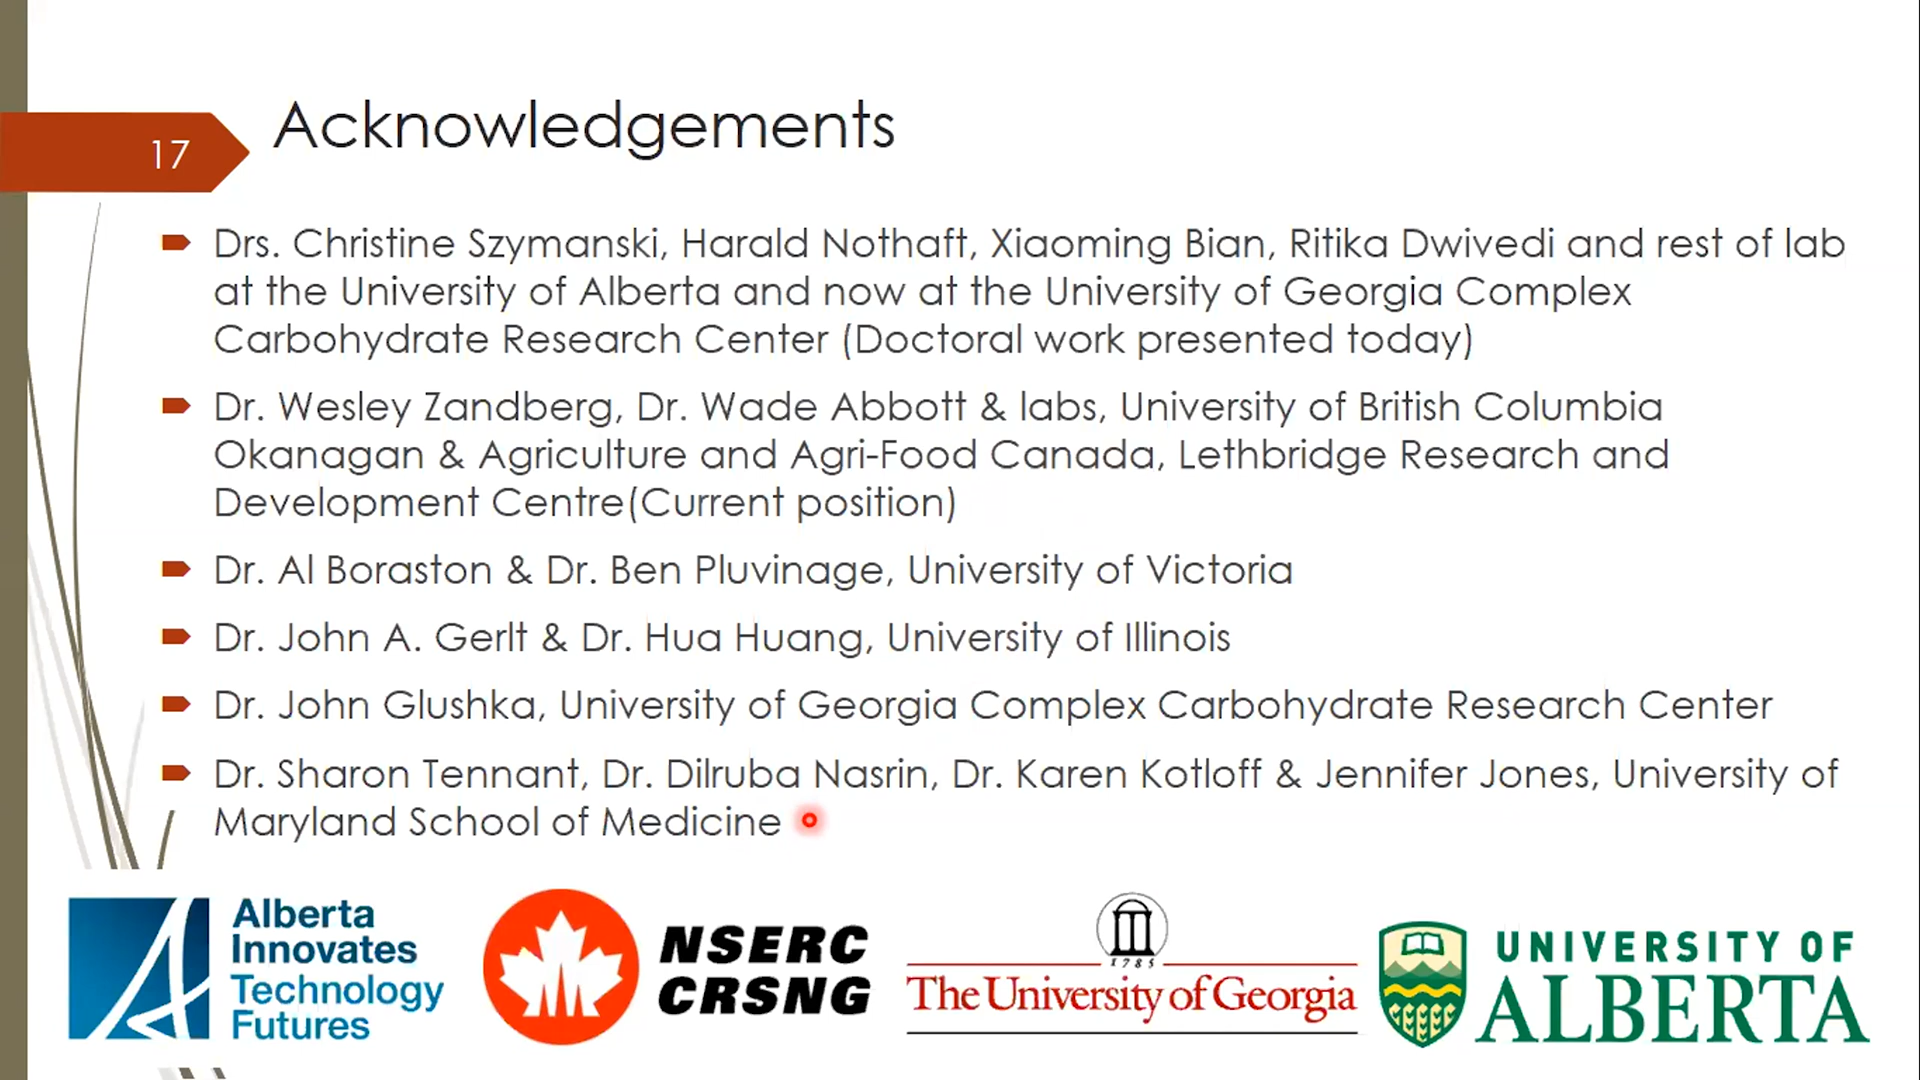 17
Acknowledgements
Drs. Christine Szymanski, Harald Nothaft, Xiaoming Bian, Ritika Dwivedi and rest of lab
at the University of Alberta and now at the University of Georgia Complex
Carbohydrate Research Center (Doctoral work presented today)
Dr. Wesley Zandberg, Dr. Wade Abbott & labs, University of British Columbia
Okanagan & Agriculture and Agri-Food Canada, Lethbridge Research and
Development Centre(Current position)
Dr. Al Boraston & Dr. Ben Pluvinage, University of Victoria
Dr. John A. Gerlt & Dr. Hua Huang, University of Illinois
Dr. John Glushka, University of Georgia Complex Carbohydrate Research Center
Dr. Sharon Tennant, Dr. Dilruba Nasrin, Dr. Karen Kotloff & Jennifer Jones, University of
Maryland School of Medicine
Alberta
Innovates
Technology
Futures
NSERC
CRSNG
1785
The University of Georgia
UNIVERSITY OF
ALBERTA